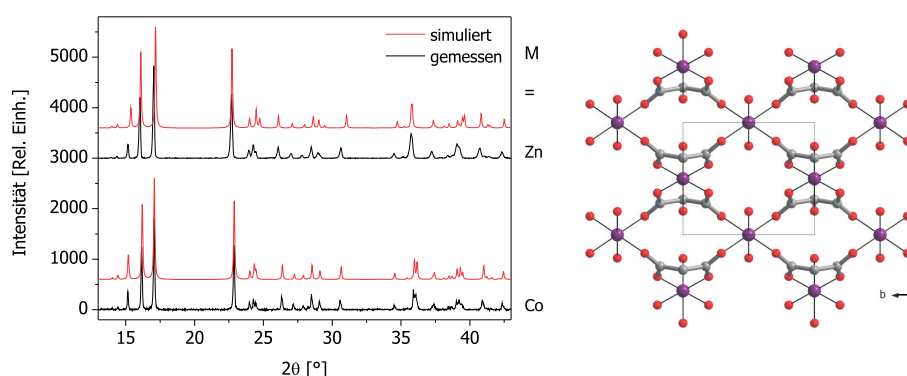 simuliert
gemessen
Intensität [Rel. Einh.]
5000
4000
3000
2000
1000
0
15
20
25
30
35
40
2θ [°]
M
=
Zn
Co
b